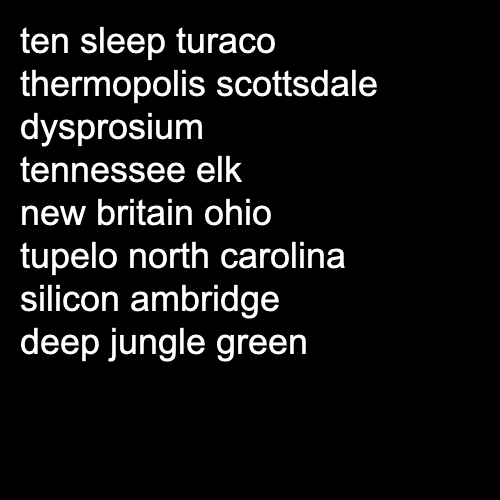 ten sleep turaco
thermopolis scottsdale
dysprosium
tennessee elk
new britain ohio
tupelo north carolina
silicon ambridge
deep jungle green